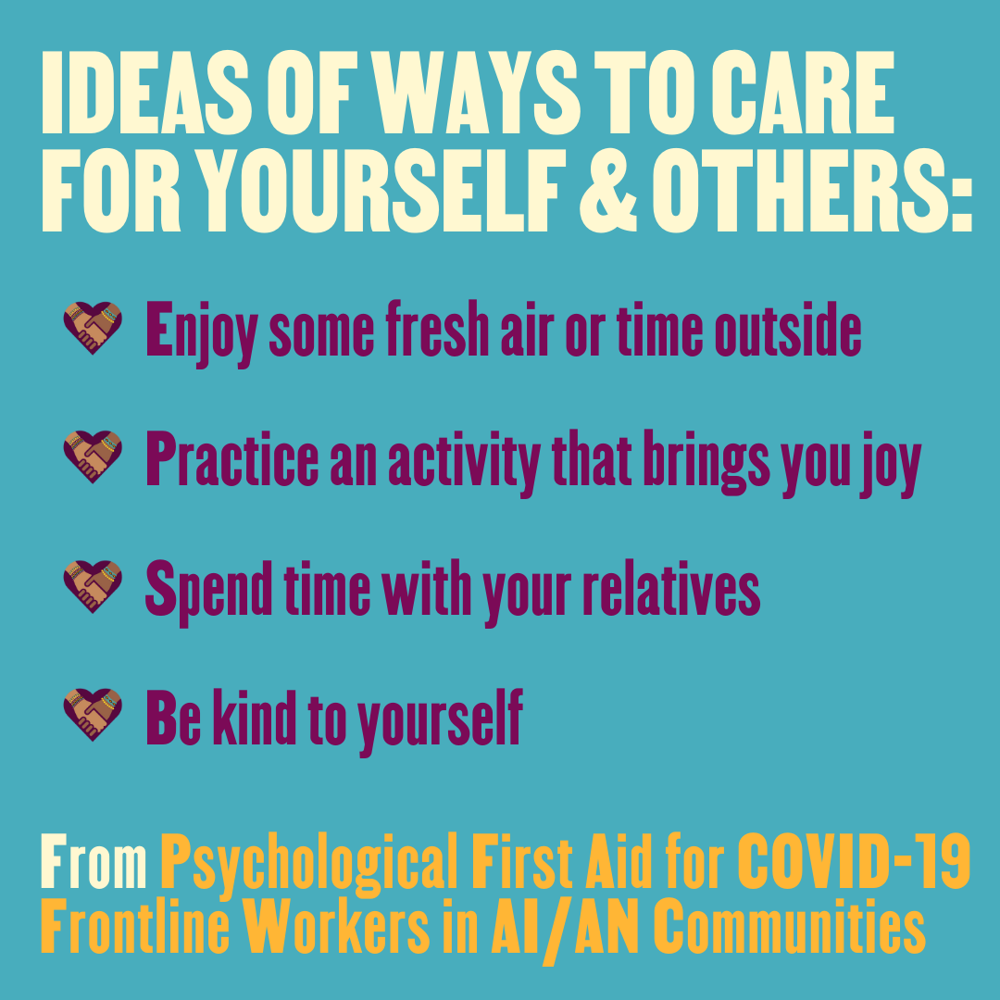 IDEAS OF WAYS TO CARE
FOR YOURSELF & OTHERS:
Enjoy some fresh air or time outside
Practice an activity that brings you joy
Spend time with your relatives
Be kind to yourself
From Psychological First Aid for COVID-19
Frontline Workers in AI/AN Communities